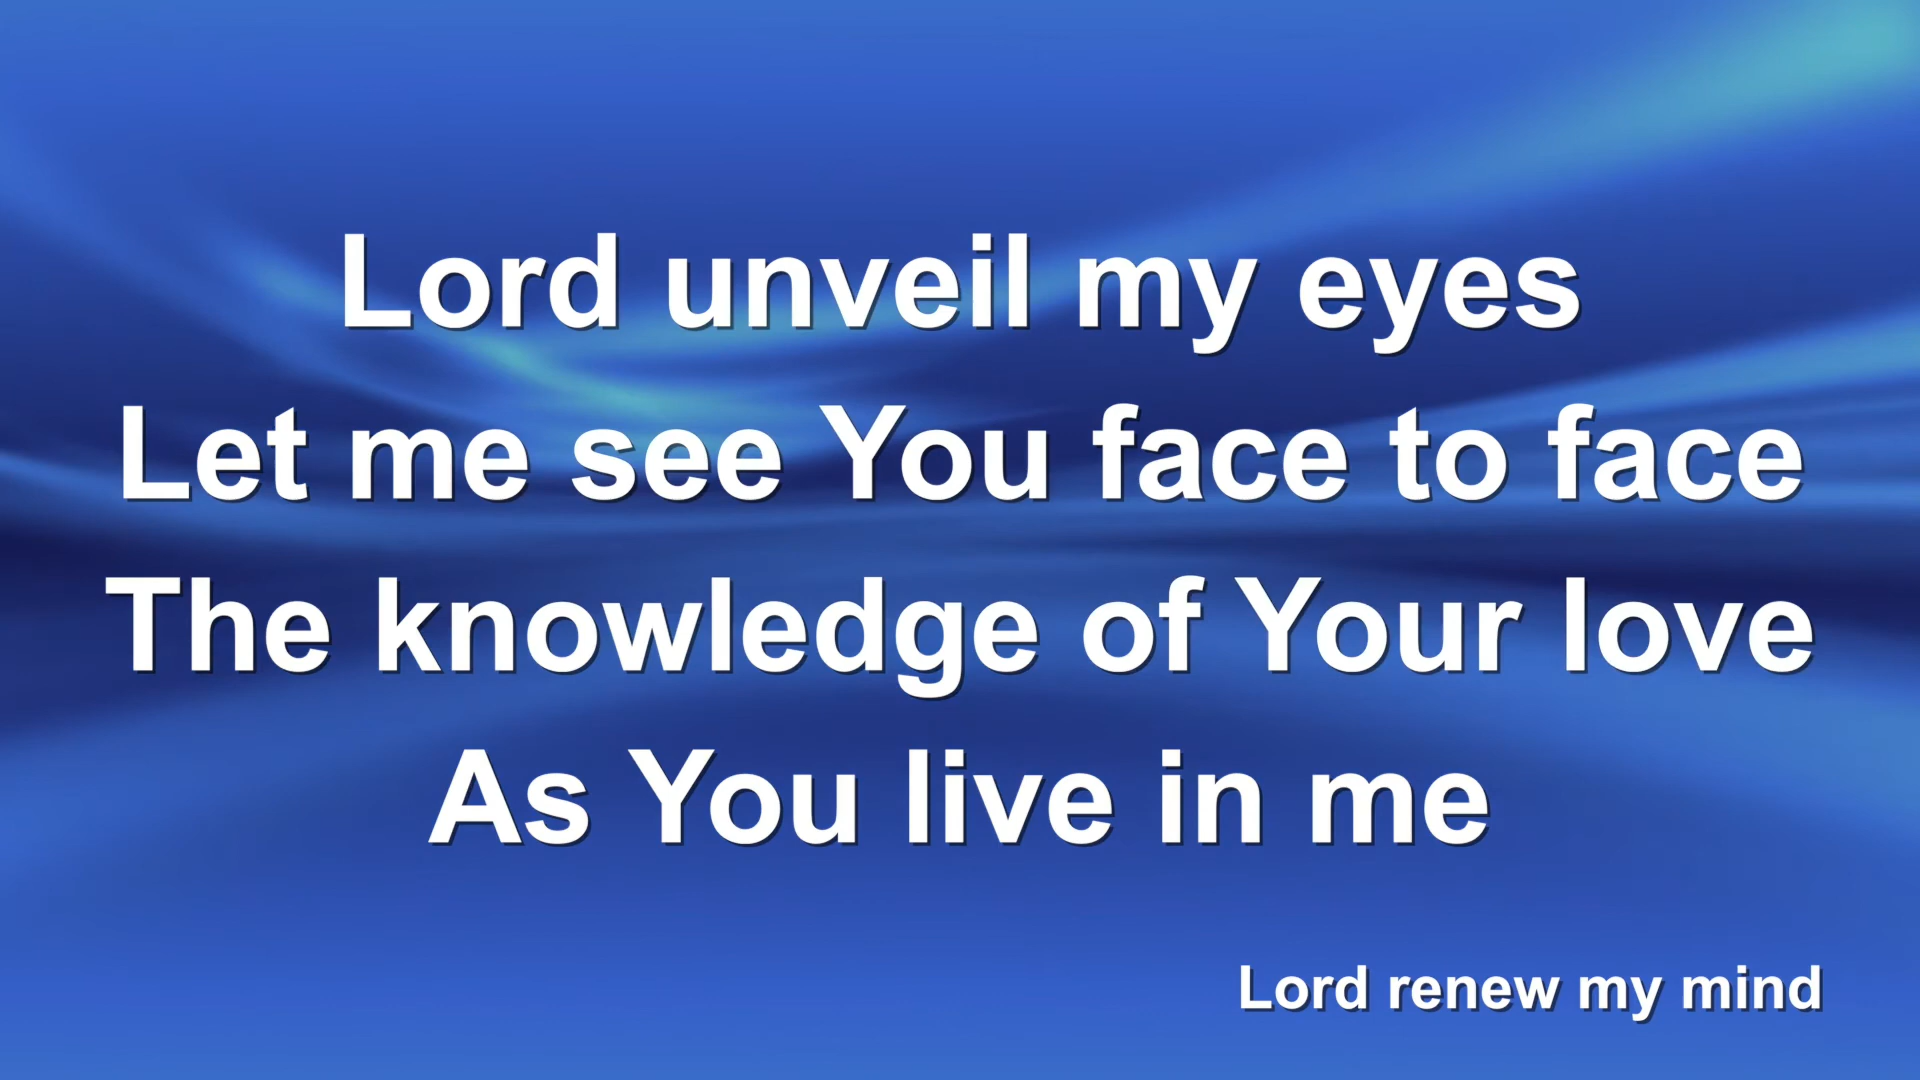 Lord unveil my eyes
Let me see You face to face
The knowledge of Your love
As You live in me
Lord renew my mind